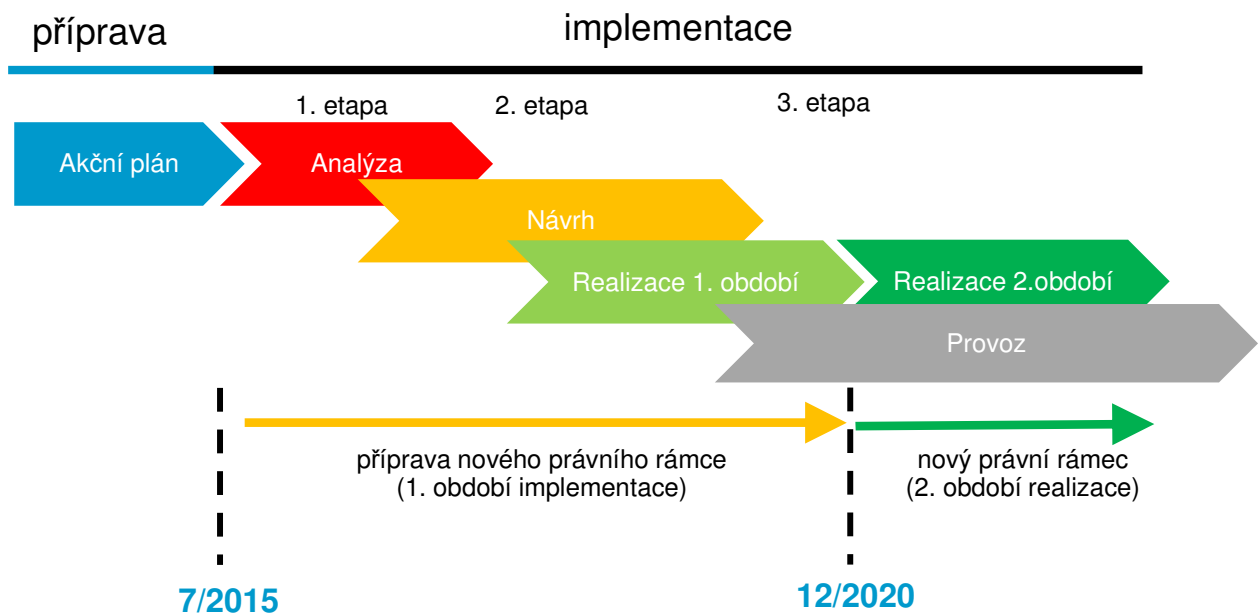 příprava
implementace
1. etapa
2. etapa
3. etapa
Akční plán
Analýza
Návrh
Realizace 1. období
Realizace 2.období
Provoz
příprava nového právního rámce
(1. období implementace)
nový právní rámec
(2. období realizace)
7/2015
12/2020